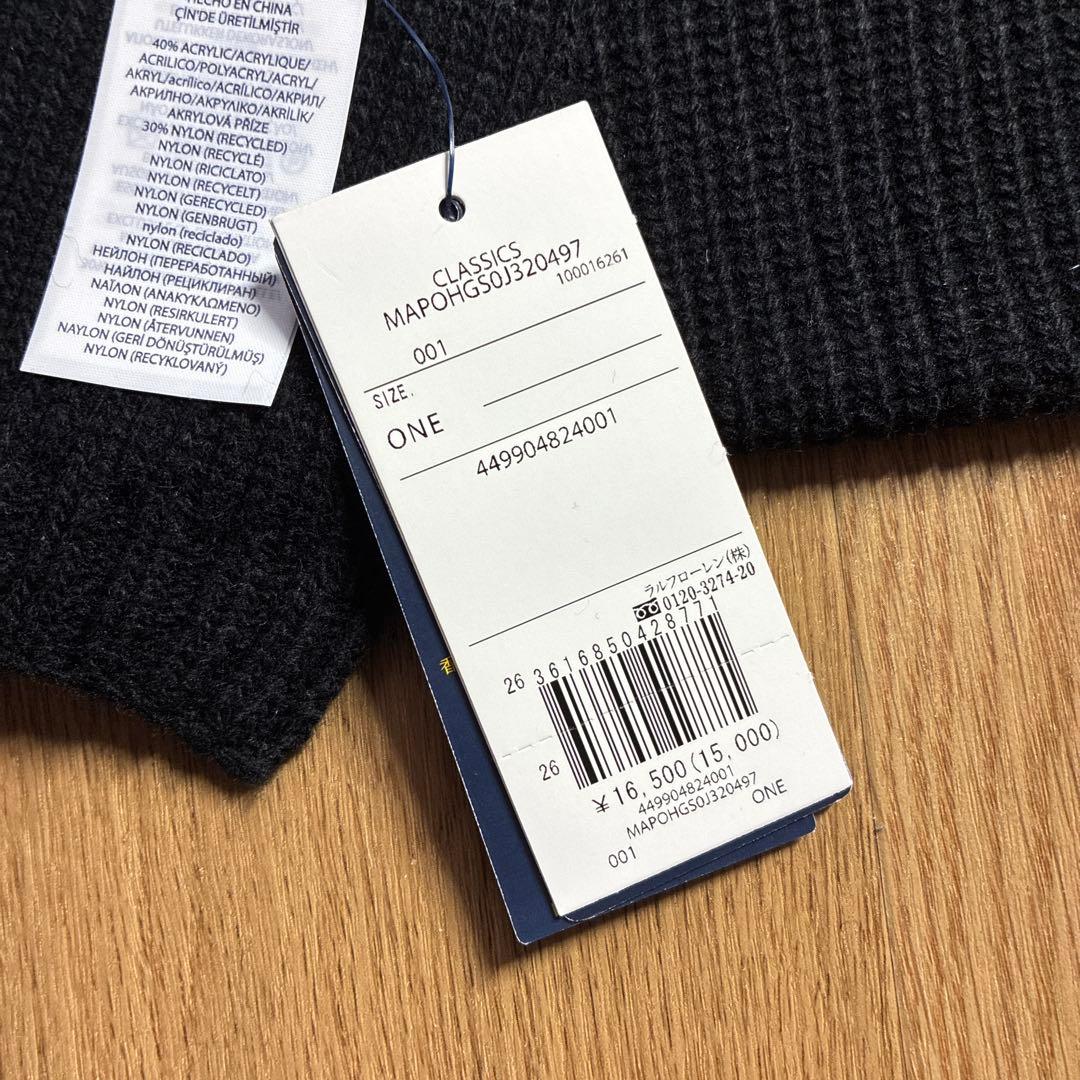 HECHO EN CHINA
ÇİN'DE ÜRETİLMİŞTİR
40% ACRYLIC/ACRYLIQUE/
ACRILICO/POLYACRYL/ACRYL/
AKRYL/acrílico/ACRÍLICO/АКРИЛ/
АКРИЛНО/ΑΚΡΥΛΙΚΟ/AKRİLİK/
AKRYLOVÁ PŘÍZE
30% NYLON (RECYCLED)
NYLON (RECYCLÉ)
NYLON (RICICLATO)
NYLON (RECYCELT)
NYLON (GERECYCLED)
NYLON (GENBRUGT)
nylon (reciclado)
NYLON (RECICLADO)
НЕЙЛОН (ПЕРЕРАБОТАННЫЙ)
НАЙЛОН (РЕЦИКЛИРАН)
ΝΑΪΛΟΝ (ΑΝΑΚΥΚΛΩΜΕΝΟ)
NYLON (RESIRKULERT)
NYLON (ÅTERVUNNEN)
NAYLON (GERİ DÖNÜŞTÜRÜLMÜŞ)
NYLON (RECYKLOVANÝ)
CLASSICS
MAPOHGS0J320497
100016261
001
SIZE.
ONE
449904824001
ラルフローレン(株)
0120-3274-20
26 3616850428771
26
¥16,500(15,000)
449904824001
MAPOHGS0J320497
001 ONE
香